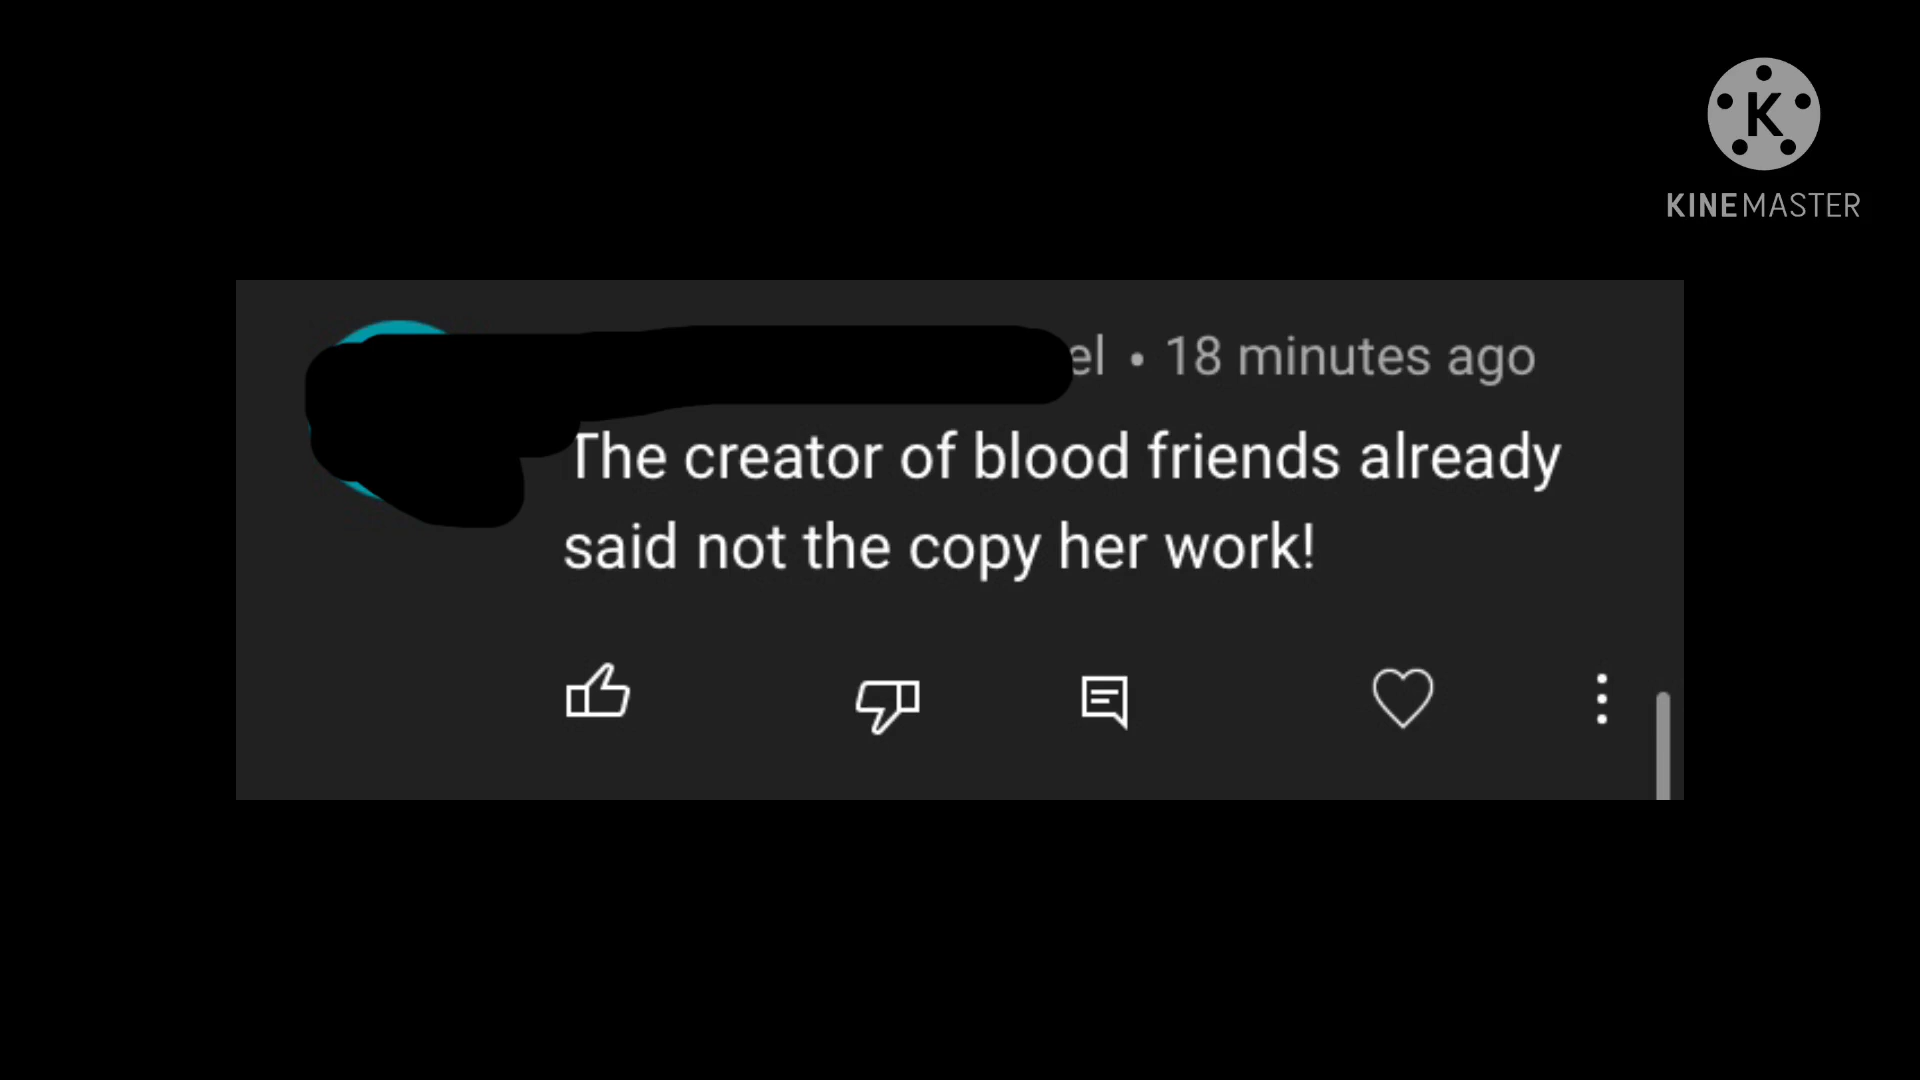 KINEMASTER
el • 18 minutes ago
The creator of blood friends already
said not the copy her work!